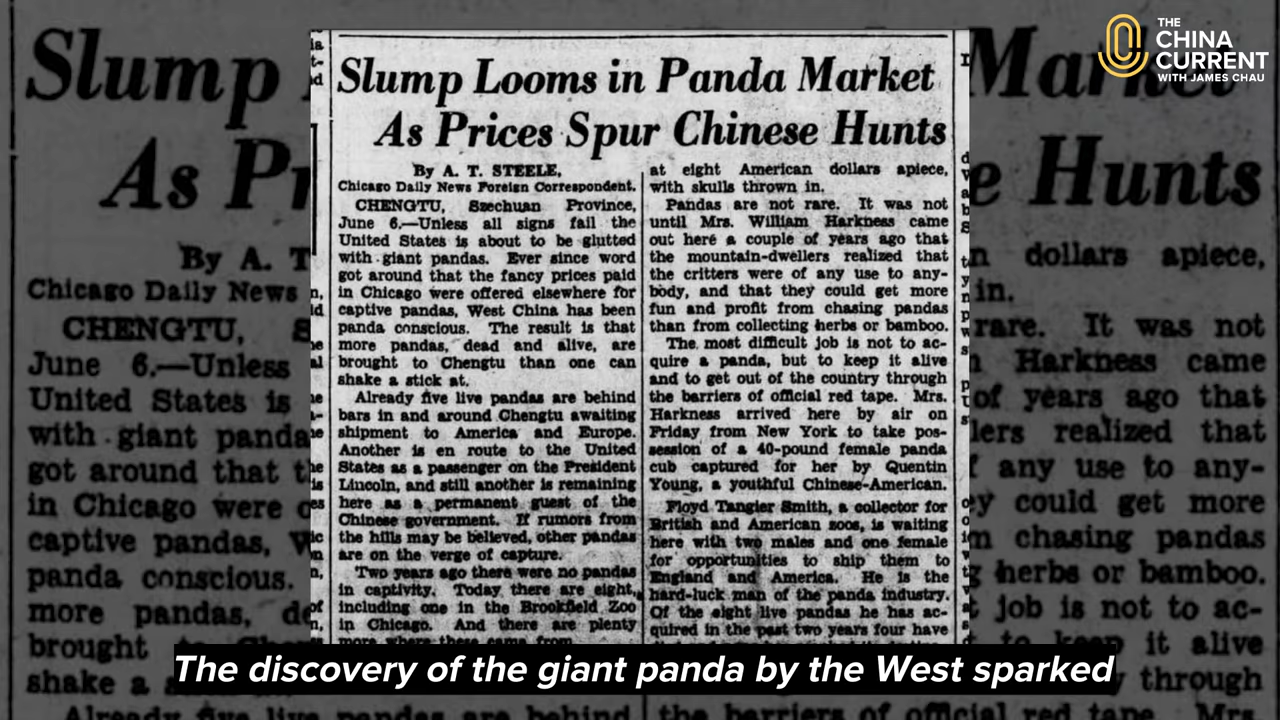 THE
CHINA
CURRENT
WITH JAMES CHAU
Slump Looms in Panda Market
As Prices Spur Chinese Hunts
By A. T. STEELE,
Chicago Daily News Foreign Correspondent.
CHENGTU, Szechuan Province,
June 6.—Unless all signs fail the
United States is about to be glutted
with giant pandas. Ever since word
got around that the fancy prices paid
in Chicago were offered elsewhere for
captive pandas, West China has been
panda conscious. The result is that
more pandas, dead and alive, are
brought to Chengtu than one can
shake a stick at.
Already five live pandas are behind
bars in and around Chengtu awaiting
shipment to America and Europe.
Another is en route to the United
States as a passenger on the President
Lincoln, and still another is remaining
here as a permanent guest of the
Chinese government. If rumors from
the hills may be believed, other pandas
are on the verge of capture.
Two years ago there were no pandas
in captivity. Today there are eight,
including one in the Brookfield Zoo
in Chicago. And there are plenty
more where these came from.
at eight American dollars apiece,
with skulls thrown in.
Pandas are not rare. It was not
until Mrs. William Harkness came
out here a couple of years ago that
the mountain-dwellers realized that
the critters were of any use to any-
body, and that they could get more
fun and profit from chasing pandas
than from collecting herbs or bamboo.
The most difficult job is not to ac-
quire a panda, but to keep it alive
and to get out of the country through
the barriers of official red tape. Mrs.
Harkness arrived here by air on
Friday from New York to take pos-
session of a 40-pound female panda
cub captured for her by Quentin
Young, a youthful Chinese-American.
Floyd Tangier Smith, a collector for
British and American zoos, is waiting
here with two males and one female
for opportunities to ship them to
England and America. He is the
hard-luck man of the panda industry.
Of the eight live pandas he has ac-
quired in the past two years four have
The discovery of the giant panda by the West sparked